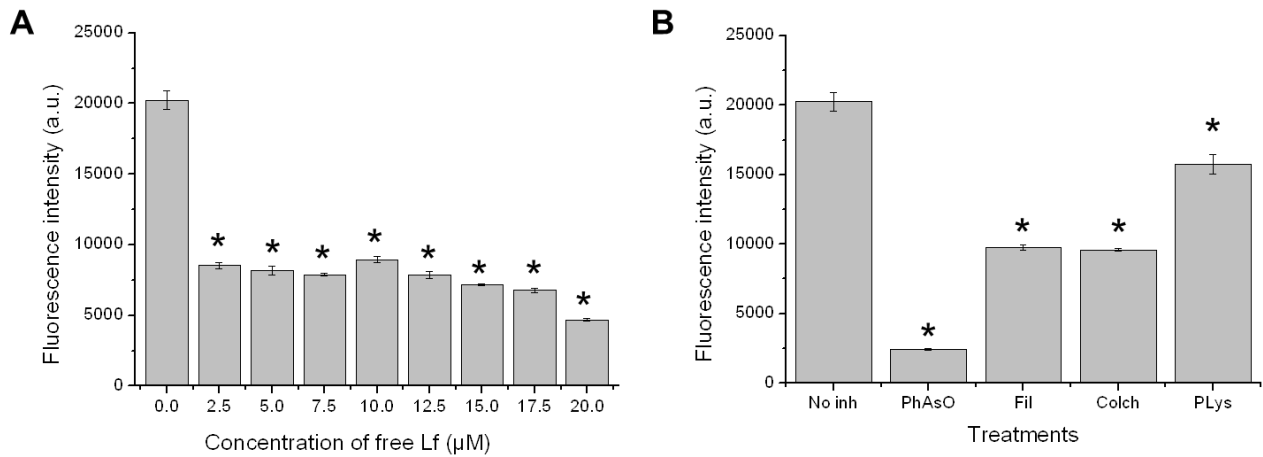 A
25000
20000
15000
10000
5000
0
Fluorescence intensity (a.u.)
* * * * * * * *
0.0 2.5 5.0 7.5 10.0 12.5 15.0 17.5 20.0
Concentration of free Lf (µM)
B
25000
20000
15000
10000
5000
0
Fluorescence intensity (a.u.)
* * * *
No inh PhAsO Fil Colch PLys
Treatments